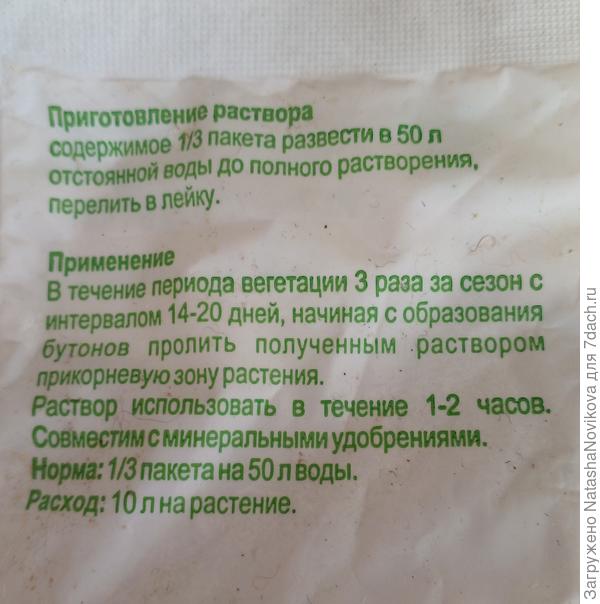 Приготовление раствора
содержимое 1/3 пакета развести в 50 л
отстоянной воды до полного растворения,
перелить в лейку.
Применение
В течение периода вегетации 3 раза за сезон с
интервалом 14-20 дней, начиная с образования
бутонов пролить полученным раствором
прикорневую зону растения.
Раствор использовать в течение 1-2 часов.
Совместим с минеральными удобрениями.
Норма: 1/3 пакета на 50 л воды.
Расход: 10 л на растение.
Загружено NatashaNovikova для 7dach.ru